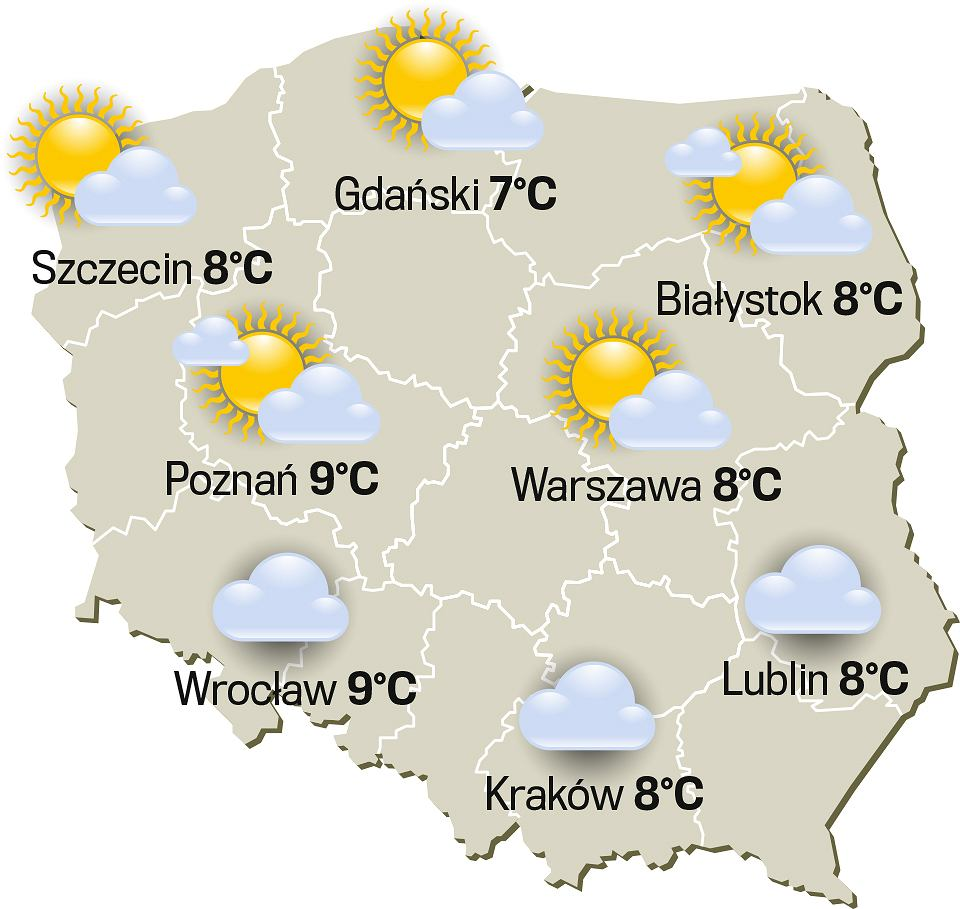 Gdański 7°C
Szczecin 8°C
Białystok 8°C
Poznań 9°C
Warszawa 8°C
Wrocław 9°C
Lublin 8°C
Kraków 8°C